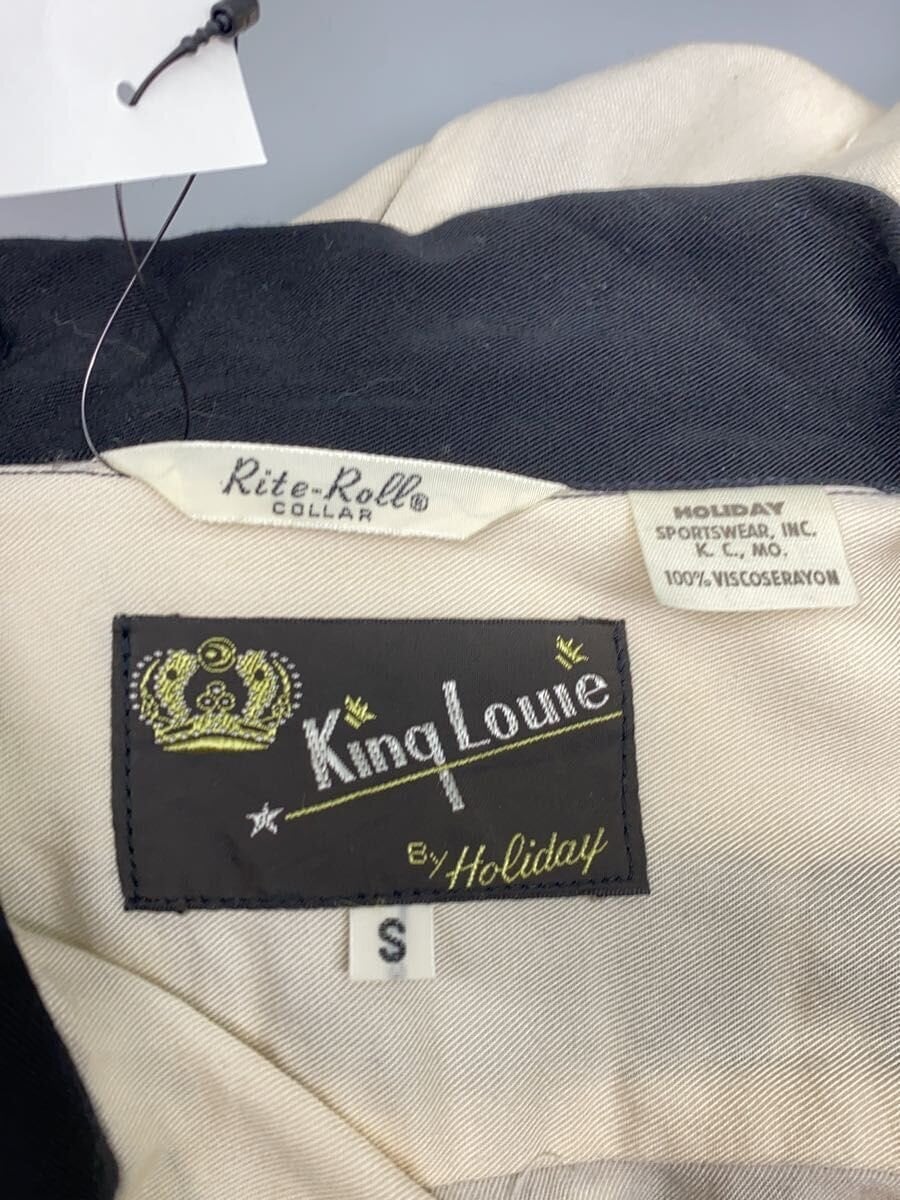 Rite-Roll®
COLLAR
HOLIDAY
SPORTSWEAR, INC.
K. C., MO.
100% VISCOSERAYON
King Louie
By Holiday
S